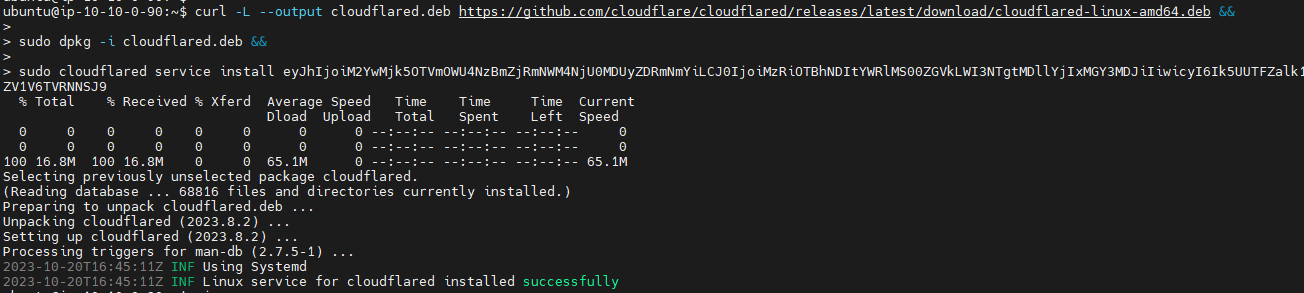 ubuntu@ip-10-10-0-90:~$ curl -L --output cloudflared.deb https://github.com/cloudflare/cloudflared/releases/latest/download/cloudflared-linux-amd64.deb &&
>
> sudo dpkg -i cloudflared.deb &&
>
> sudo cloudflared service install
% Total % Received % Xferd Average Speed Time Time Time Current
Dload Upload Total Spent Left Speed
0 0 0 0 0 0 0 0 --:--:-- --:--:-- --:--:-- 0
0 0 0 0 0 0 0 0 --:--:-- --:--:-- --:--:-- 0
100 16.8M 100 16.8M 0 0 65.1M 0 --:--:-- --:--:-- --:--:-- 65.1M
Selecting previously unselected package cloudflared.
(Reading database ... 68816 files and directories currently installed.)
Preparing to unpack cloudflared.deb ...
Unpacking cloudflared (2023.8.2) ...
Setting up cloudflared (2023.8.2) ...
Processing triggers for man-db (2.7.5-1) ...
2023-10-20T16:45:11Z INF Using Systemd
2023-10-20T16:45:11Z INF Linux service for cloudflared installed successfully